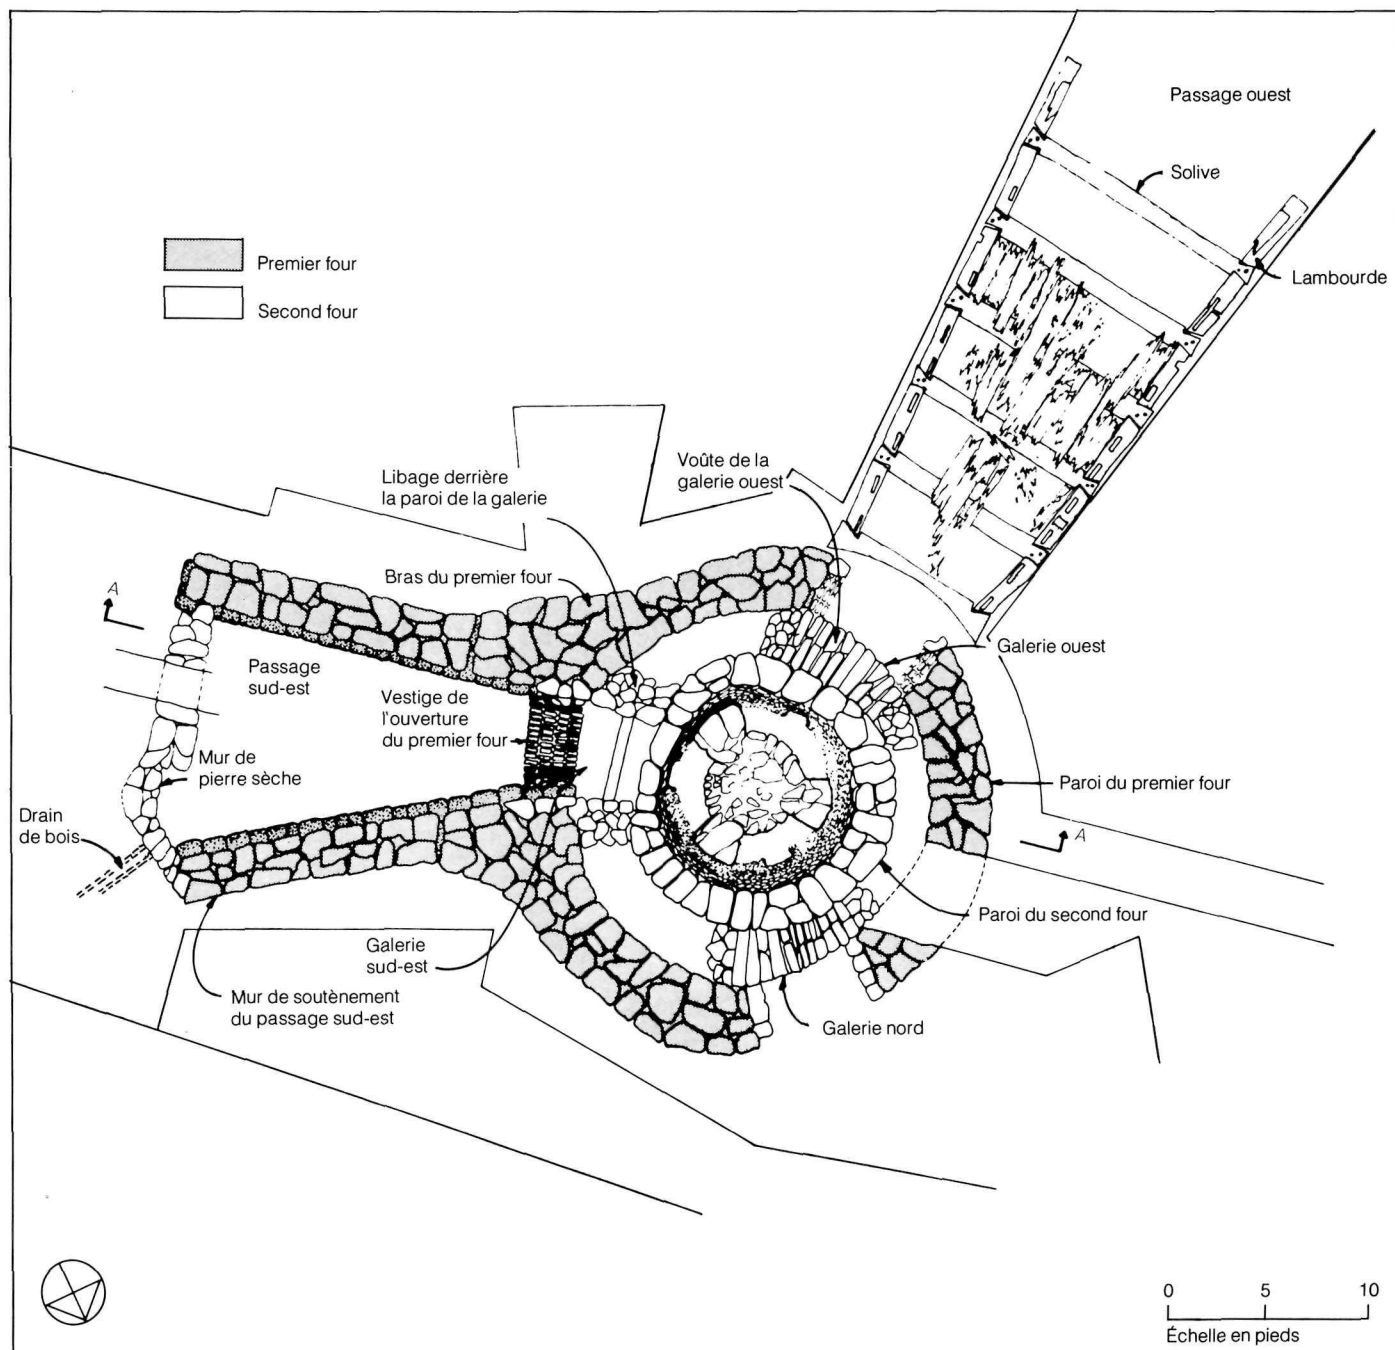 Passage ouest
Solive
Lambourde
Premier four
Second four
Libage derrière
la paroi de la galerie
Voûte de la
galerie ouest
Bras du premier four
A
Passage
sud-est
Galerie ouest
Vestige de
l'ouverture
du premier four
Mur de
pierre sèche
Paroi du premier four
Drain
de bois
A
Paroi du second four
Galerie
sud-est
Mur de soutènement
du passage sud-est
Galerie nord
0 5 10
Échelle en pieds